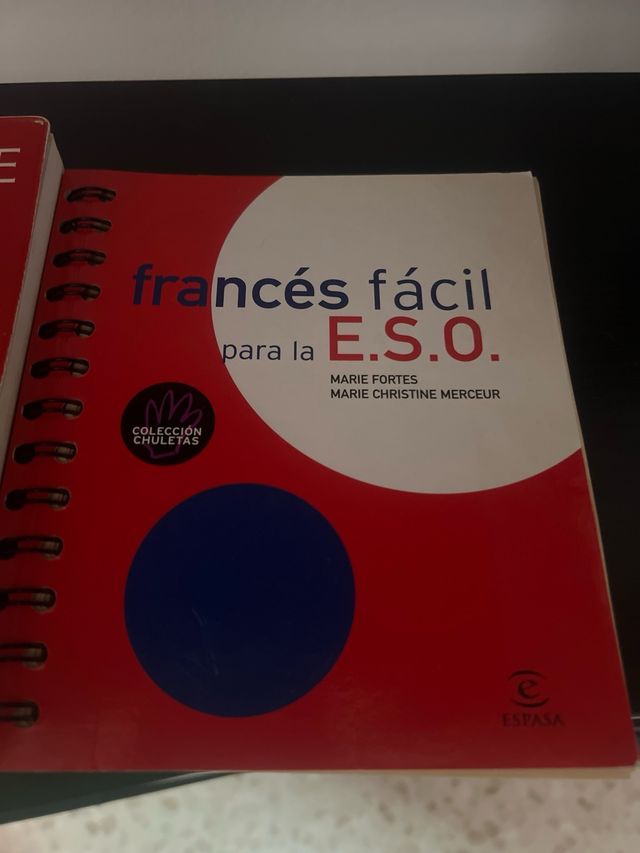 E
francés fácil
para la E.S.O.
MARIE FORTES
MARIE CHRISTINE MERCEUR
COLECCIÓN
CHULETAS
e
ESPASA